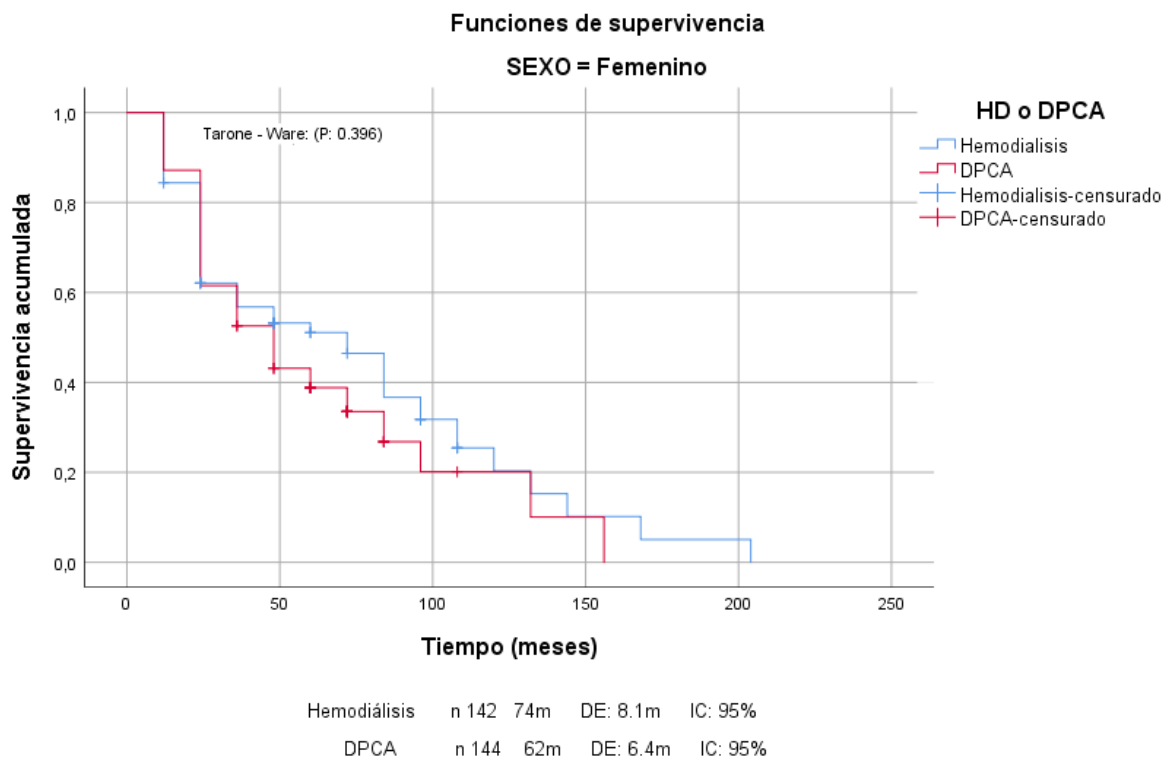 Funciones de supervivencia
SEXO = Femenino
Tarone - Ware: (P: 0.396)
HD o DPCA
Hemodialisis
DPCA
Hemodialisis-censurado
DPCA-censurado
Supervivencia acumulada
1,0
0,8
0,6
0,4
0,2
0,0
0 50 100 150 200 250
Tiempo (meses)
Hemodiálisis n 142 74m DE: 8.1m IC: 95%
DPCA n 144 62m DE: 6.4m IC: 95%